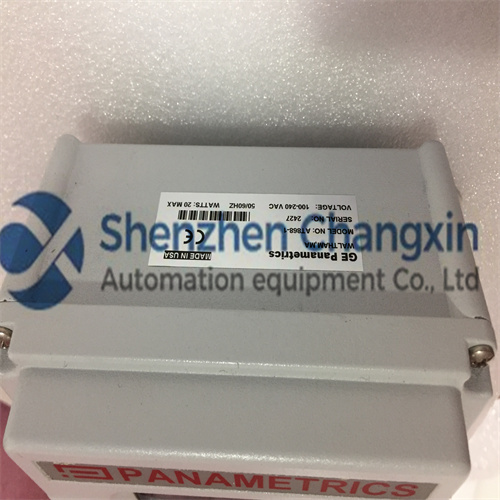 GE Panametrics
WALTHAM,MA
MODEL NO: AT868-1
SERIAL NO: 2427
VOLTAGE: 100-240 VAC
50/60HZ
WATTS: 20 MAX
CE
MADE IN USA
Shenzhen Changxin
Automation equipment Co., Ltd
PANAMETRICS